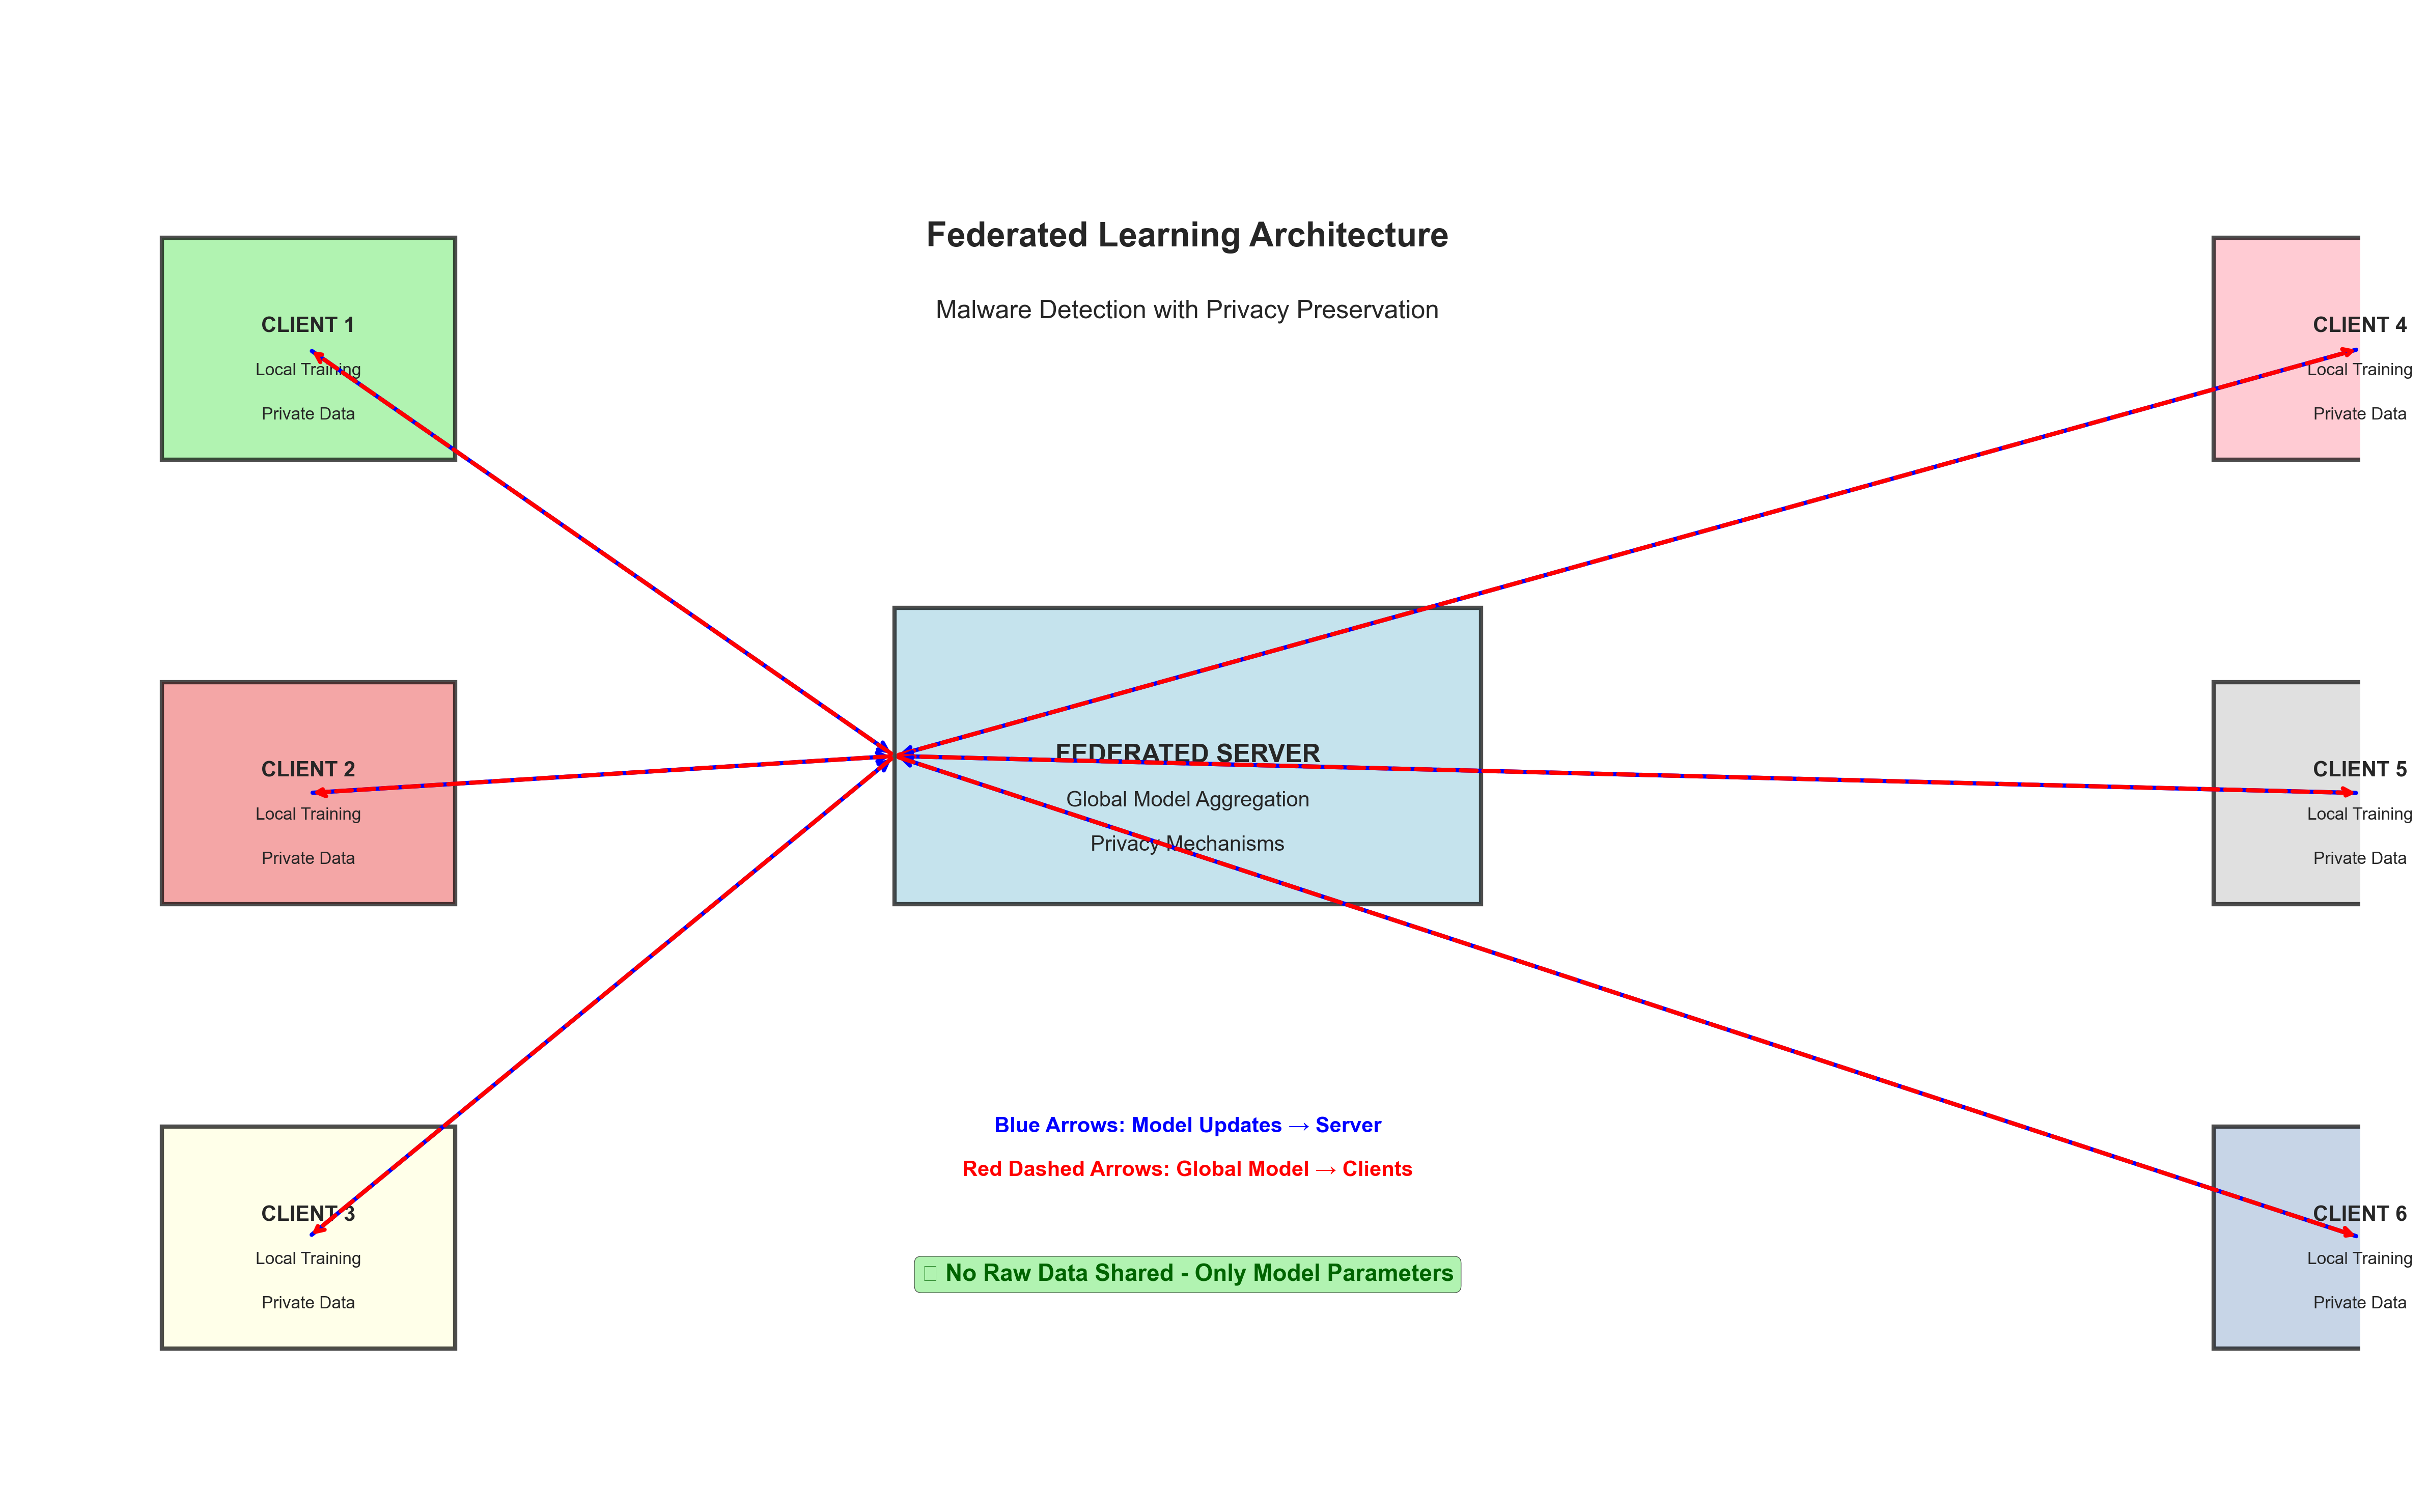 Federated Learning Architecture
Malware Detection with Privacy Preservation
CLIENT 1
Local Training
Private Data
CLIENT 4
Local Training
Private Data
FEDERATED SERVER
Global Model Aggregation
Privacy Mechanisms
CLIENT 2
Local Training
Private Data
CLIENT 5
Local Training
Private Data
Blue Arrows: Model Updates → Server
Red Dashed Arrows: Global Model → Clients
CLIENT 3
Local Training
Private Data
CLIENT 6
Local Training
Private Data
No Raw Data Shared - Only Model Parameters